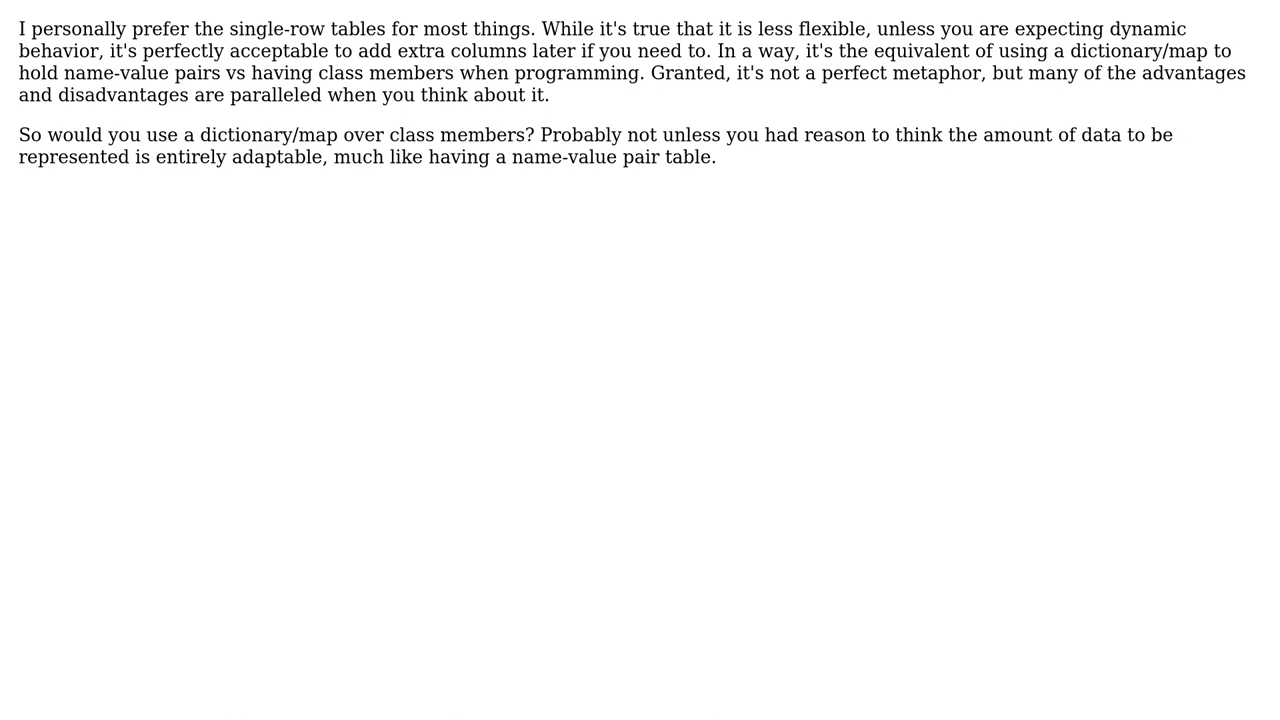 I personally prefer the single-row tables for most things. While it's true that it is less flexible, unless you are expecting dynamic
behavior, it's perfectly acceptable to add extra columns later if you need to. In a way, it's the equivalent of using a dictionary/map to
hold name-value pairs vs having class members when programming. Granted, it's not a perfect metaphor, but many of the advantages
and disadvantages are paralleled when you think about it.
So would you use a dictionary/map over class members? Probably not unless you had reason to think the amount of data to be
represented is entirely adaptable, much like having a name-value pair table.